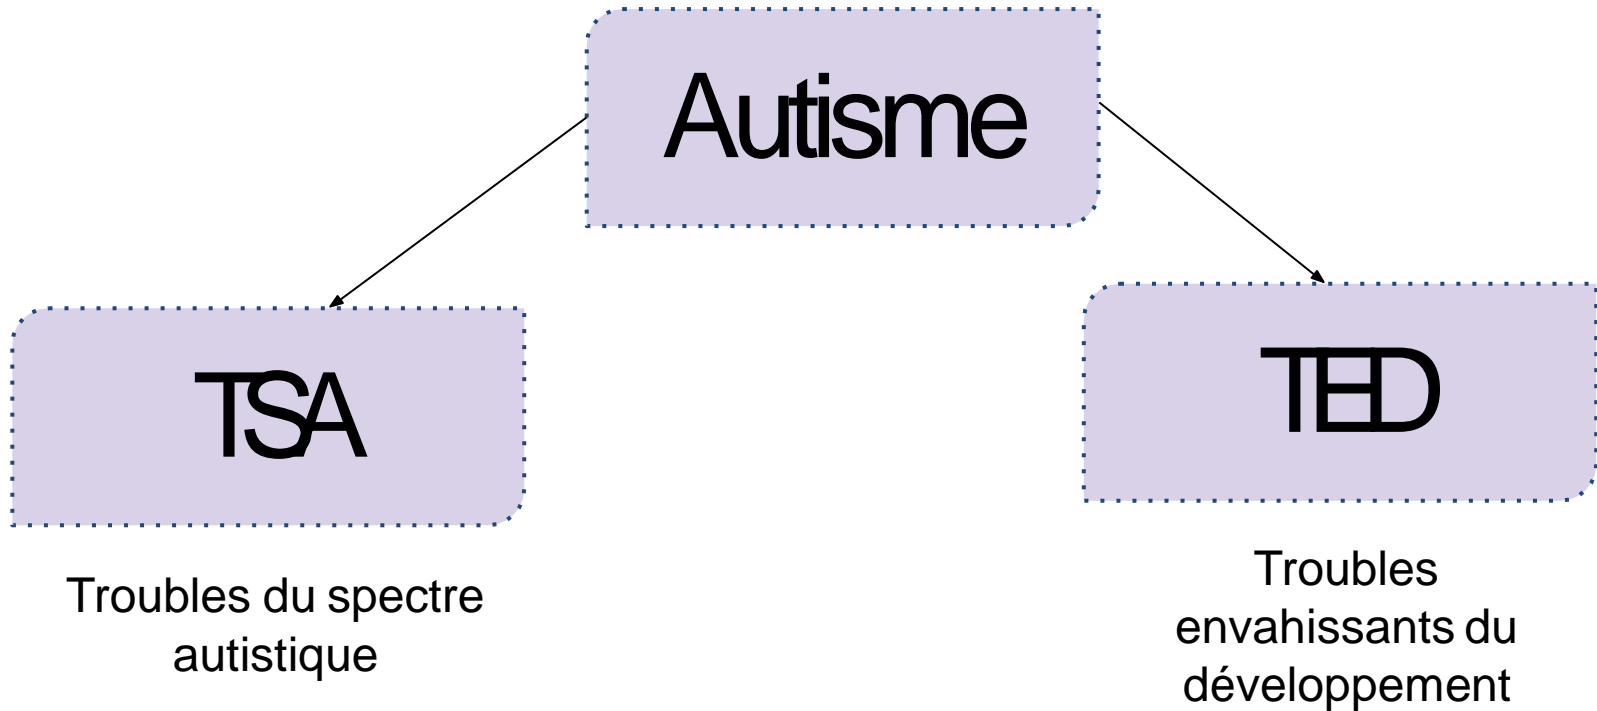 Autisme
TSA
TED
Troubles du spectre
autistique
Troubles
envahissants du
développement